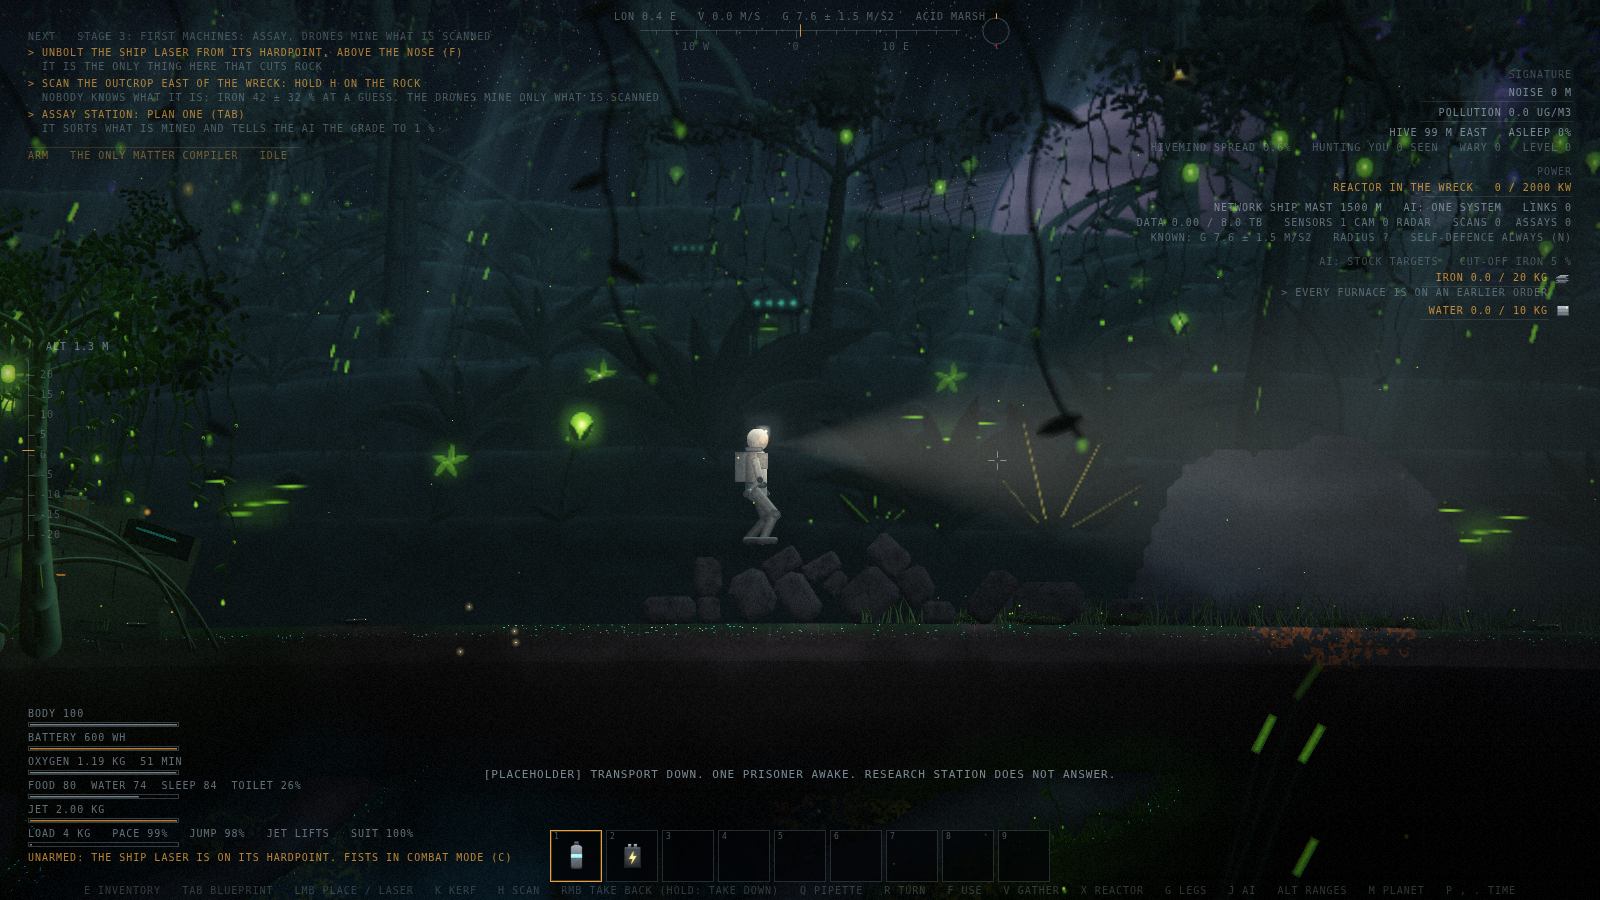 LON 0.4 E   V 0.0 M/S   G 7.6 ± 1.5 M/S2   ACID MARSH
10 W   0   10 E
NEXT   STAGE 3: FIRST MACHINES: ASSAY, DRONES MINE WHAT IS SCANNED
> UNBOLT THE SHIP LASER FROM ITS HARDPOINT, ABOVE THE NOSE (F)
IT IS THE ONLY THING HERE THAT CUTS ROCK
> SCAN THE OUTCROP EAST OF THE WRECK: HOLD H ON THE ROCK
NOBODY KNOWS WHAT IT IS: IRON 42 ± 32 % AT A GUESS. THE DRONES MINE ONLY WHAT IS SCANNED
> ASSAY STATION: PLAN ONE (TAB)
IT SORTS WHAT IS MINED AND TELLS THE AI THE GRADE TO 1 %
ARM   THE ONLY MATTER COMPILER   IDLE
SIGNATURE
NOISE 0 M
POLLUTION 0.0 UG/M3
HIVE 99 M EAST   ASLEEP 0%
HIVEMIND SPREAD 0.6%   HUNTING YOU 0 SEEN   WARY 0   LEVEL 0
POWER
REACTOR IN THE WRECK   0 / 2000 KW
NETWORK SHIP MAST 1500 M   AI: ONE SYSTEM   LINKS 0
DATA 0.00 / 8.0 TB   SENSORS 1 CAM 0 RADAR   SCANS 0   ASSAYS 0
KNOWN: G 7.6 ± 1.5 M/S2   RADIUS ?   SELF-DEFENCE ALWAYS (N)
AI: STOCK TARGETS   CUT-OFF IRON 5 %
IRON 0.0 / 20 KG
> EVERY FURNACE IS ON AN EARLIER ORDER
WATER 0.0 / 10 KG
ALT 1.3 M
20
15
10
5
0
-5
-10
-15
-20
BODY 100
BATTERY 600 WH
OXYGEN 1.19 KG  51 MIN
FOOD 80  WATER 74  SLEEP 84  TOILET 26%
JET 2.00 KG
LOAD 4 KG   PACE 99%   JUMP 98%   JET LIFTS   SUIT 100%
UNARMED: THE SHIP LASER IS ON ITS HARDPOINT. FISTS IN COMBAT MODE (C)
[PLACEHOLDER] TRANSPORT DOWN. ONE PRISONER AWAKE. RESEARCH STATION DOES NOT ANSWER.
1 2 3 4 5 6 7 8 9
E INVENTORY   TAB BLUEPRINT   LMB PLACE / LASER   K KERF   H SCAN   RMB TAKE BACK (HOLD: TAKE DOWN)   Q PIPETTE   R TURN   F USE   V GATHER   X REACTOR   G LEGS   J AI   ALT RANGES   M PLANET   P , . TIME